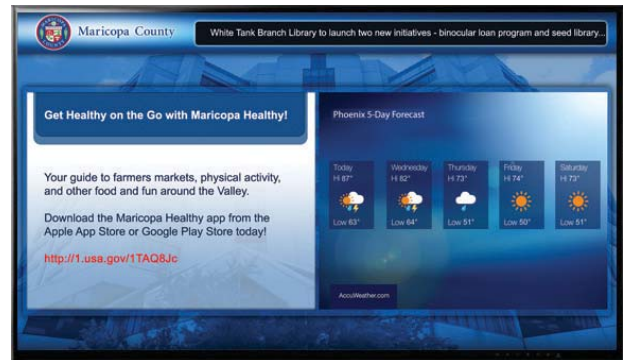 Maricopa County
White Tank Branch Library to launch two new initiatives - binocular loan program and seed library...
Get Healthy on the Go with Maricopa Healthy!
Your guide to farmers markets, physical activity,
and other food and fun around the Valley.
Download the Maricopa Healthy app from the
Apple App Store or Google Play Store today!
http://1.usa.gov/1TAQ8Jc
Phoenix 5-Day Forecast
Today Wednesday Thursday Friday Saturday
Hi 87° Hi 82° Hi 73° Hi 74° Hi 73°
Low 63° Low 64° Low 51° Low 50° Low 51°
AccuWeather.com